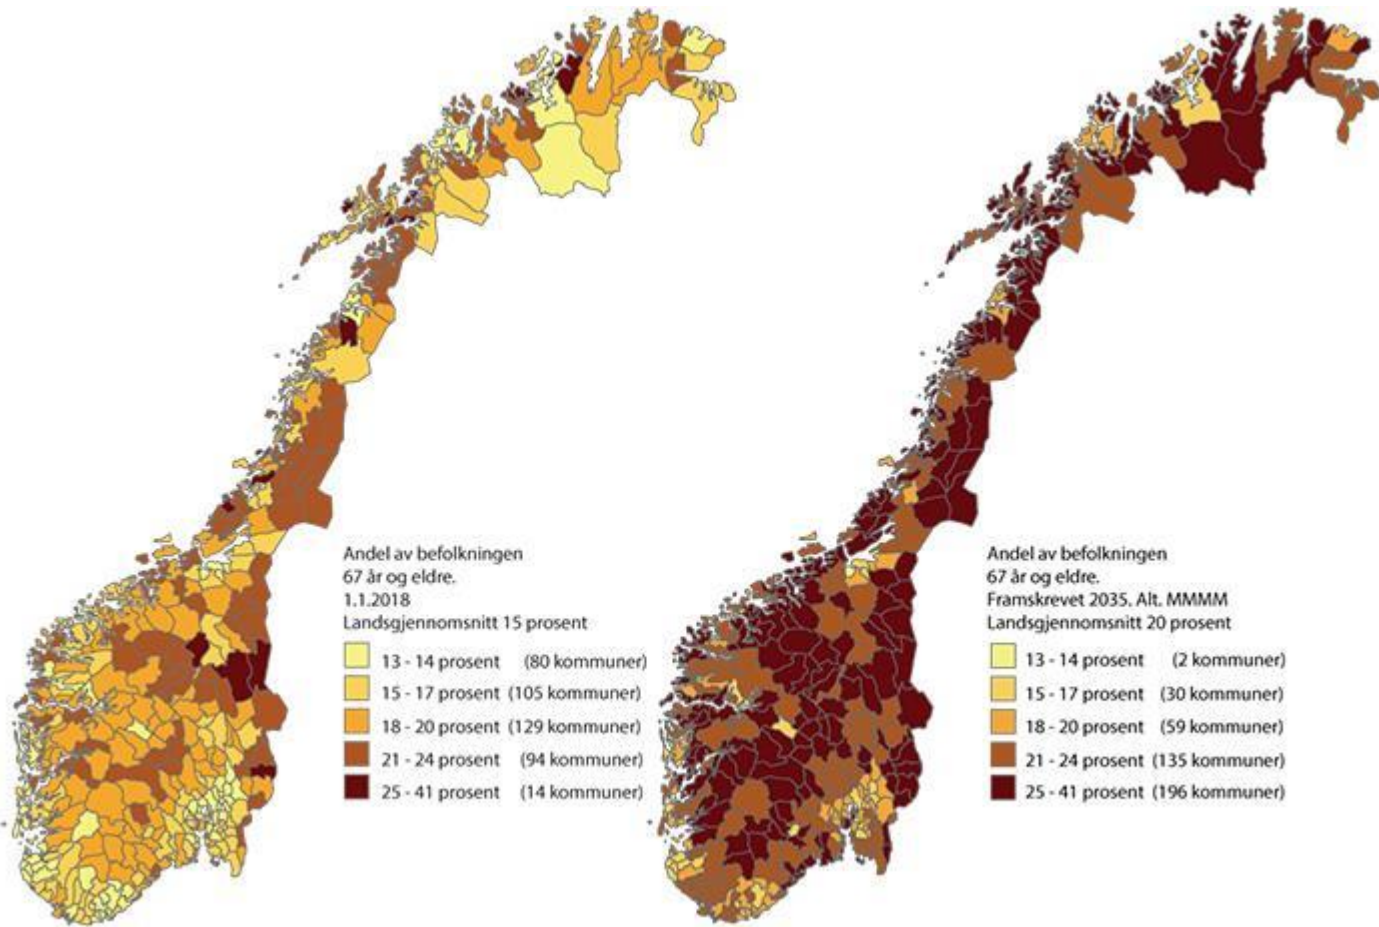 Andel av befolkningen
67 år og eldre.
1.1.2018
Landsgjennomsnitt 15 prosent
13 - 14 prosent (80 kommuner)
15 - 17 prosent (105 kommuner)
18 - 20 prosent (129 kommuner)
21 - 24 prosent (94 kommuner)
25 - 41 prosent (14 kommuner)
Andel av befolkningen
67 år og eldre.
Framskrevet 2035. Alt. MMMM
Landsgjennomsnitt 20 prosent
13 - 14 prosent (2 kommuner)
15 - 17 prosent (30 kommuner)
18 - 20 prosent (59 kommuner)
21 - 24 prosent (135 kommuner)
25 - 41 prosent (196 kommuner)